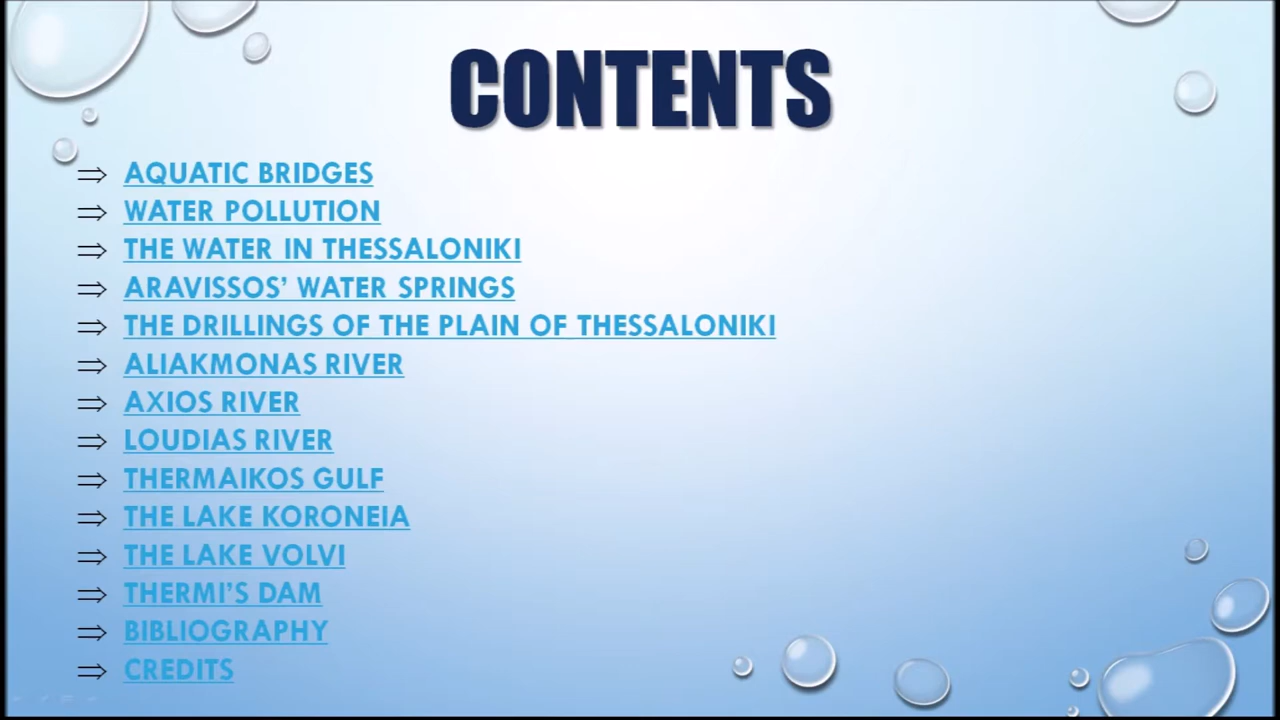 CONTENTS
⇒ AQUATIC BRIDGES
⇒ WATER POLLUTION
⇒ THE WATER IN THESSALONIKI
⇒ ARAVISSOS’ WATER SPRINGS
⇒ THE DRILLINGS OF THE PLAIN OF THESSALONIKI
⇒ ALIAKMONAS RIVER
⇒ AXIOS RIVER
⇒ LOUDIAS RIVER
⇒ THERMAIKOS GULF
⇒ THE LAKE KORONEIA
⇒ THE LAKE VOLVI
⇒ THERMI’S DAM
⇒ BIBLIOGRAPHY
⇒ CREDITS